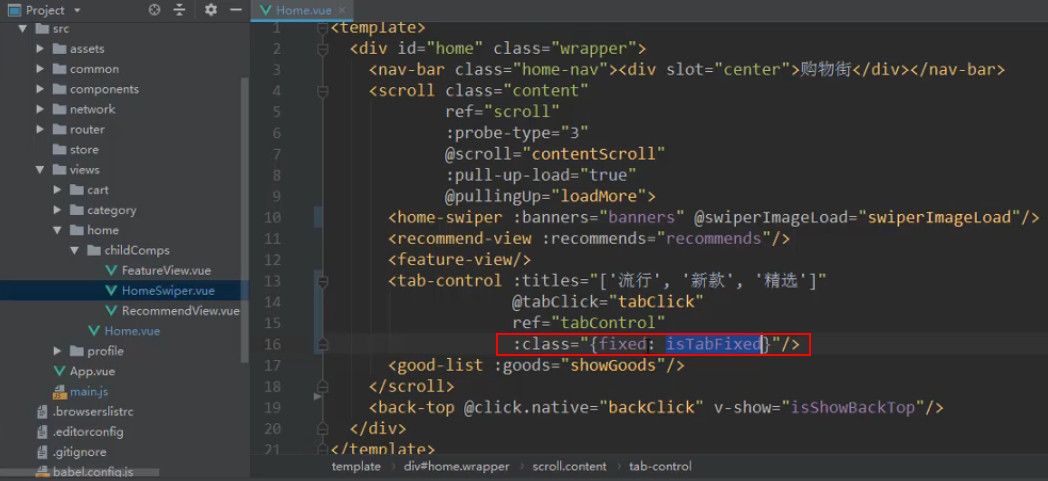 Project
Home.vue
src
assets
common
components
network
router
store
views
cart
category
home
childComps
FeatureView.vue
HomeSwiper.vue
RecommendView.vue
Home.vue
profile
App.vue
main.js
.browserslistrc
.editorconfig
.gitignore
babel.config.js
1 <template>
2 <div id="home" class="wrapper">
3 <nav-bar class="home-nav"><div slot="center">购物街</div></nav-bar>
4 <scroll class="content"
5 ref="scroll"
6 :probe-type="3"
7 @scroll="contentScroll"
8 :pull-up-load="true"
9 @pullingUp="loadMore">
10 <home-swiper :banners="banners" @swiperImageLoad="swiperImageLoad"/>
11 <recommend-view :recommends="recommends"/>
12 <feature-view/>
13 <tab-control :titles="['流行', '新款', '精选']"
14 @tabClick="tabClick"
15 ref="tabControl"
16 :class="{fixed: isTabFixed}"/>
17 <good-list :goods="showGoods"/>
18 </scroll>
19 <back-top @click.native="backClick" v-show="isShowBackTop"/>
20 </div>
21 </template>
template › div#home.wrapper › scroll.content › tab-control